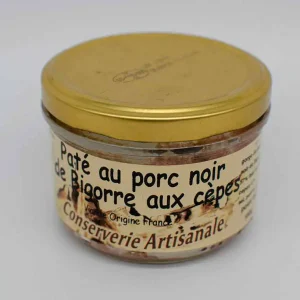 Paté au porc noir
de Bigorre aux cèpes
Origine France
Conserverie Artisanale